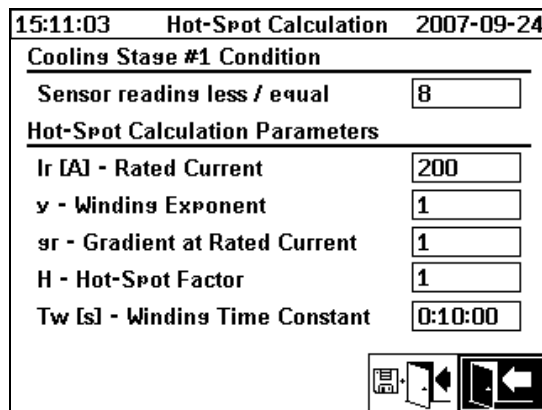 15:11:03 Hot-Spot Calculation 2007-09-24
Cooling Stage #1 Condition
Sensor reading less / equal 8
Hot-Spot Calculation Parameters
Ir [A] - Rated Current 200
y - Winding Exponent 1
gr - Gradient at Rated Current 1
H - Hot-Spot Factor 1
Tw [s] - Winding Time Constant 0:10:00